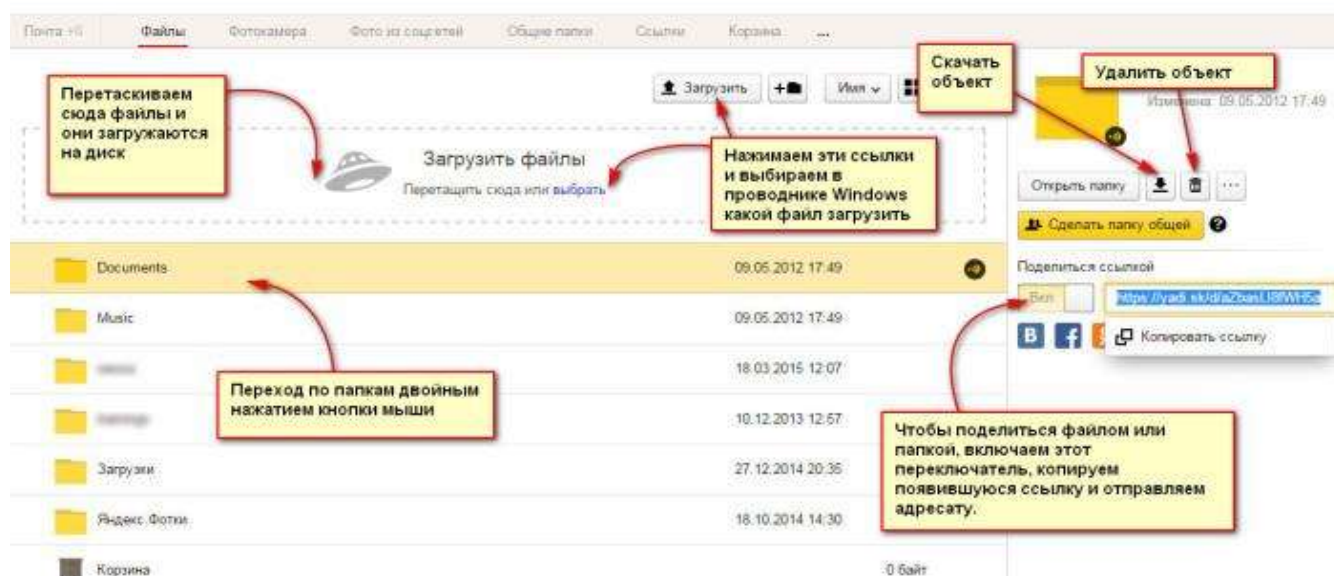 Почта +6 Файлы Фотокамера Фото из соцсетей Общие папки Ссылки Корзина ...
Скачать
объект
Удалить объект
Перетаскиваем
сюда файлы и
они загружаются
на диск
Загрузить
Имя
Изменена: 09.05.2012 17:49
Загрузить файлы
Перетащить сюда или выбрать
Нажимаем эти ссылки
и выбираем в
проводнике Windows
какой файл загрузить
Открыть папку
Сделать папку общей
Documents 09.05.2012 17:49
Поделиться ссылкой
Вкл
Music 09.05.2012 17:49
Копировать ссылку
18.03.2015 12:07
Переход по папкам двойным
нажатием кнопки мыши
10.12.2013 12:57
Чтобы поделиться файлом или
папкой, включаем этот
переключатель, копируем
появившуюся ссылку и отправляем
адресату.
Загрузки 27.12.2014 20:35
Яндекс.Фотки 18.10.2014 14:30
Корзина 0 байт